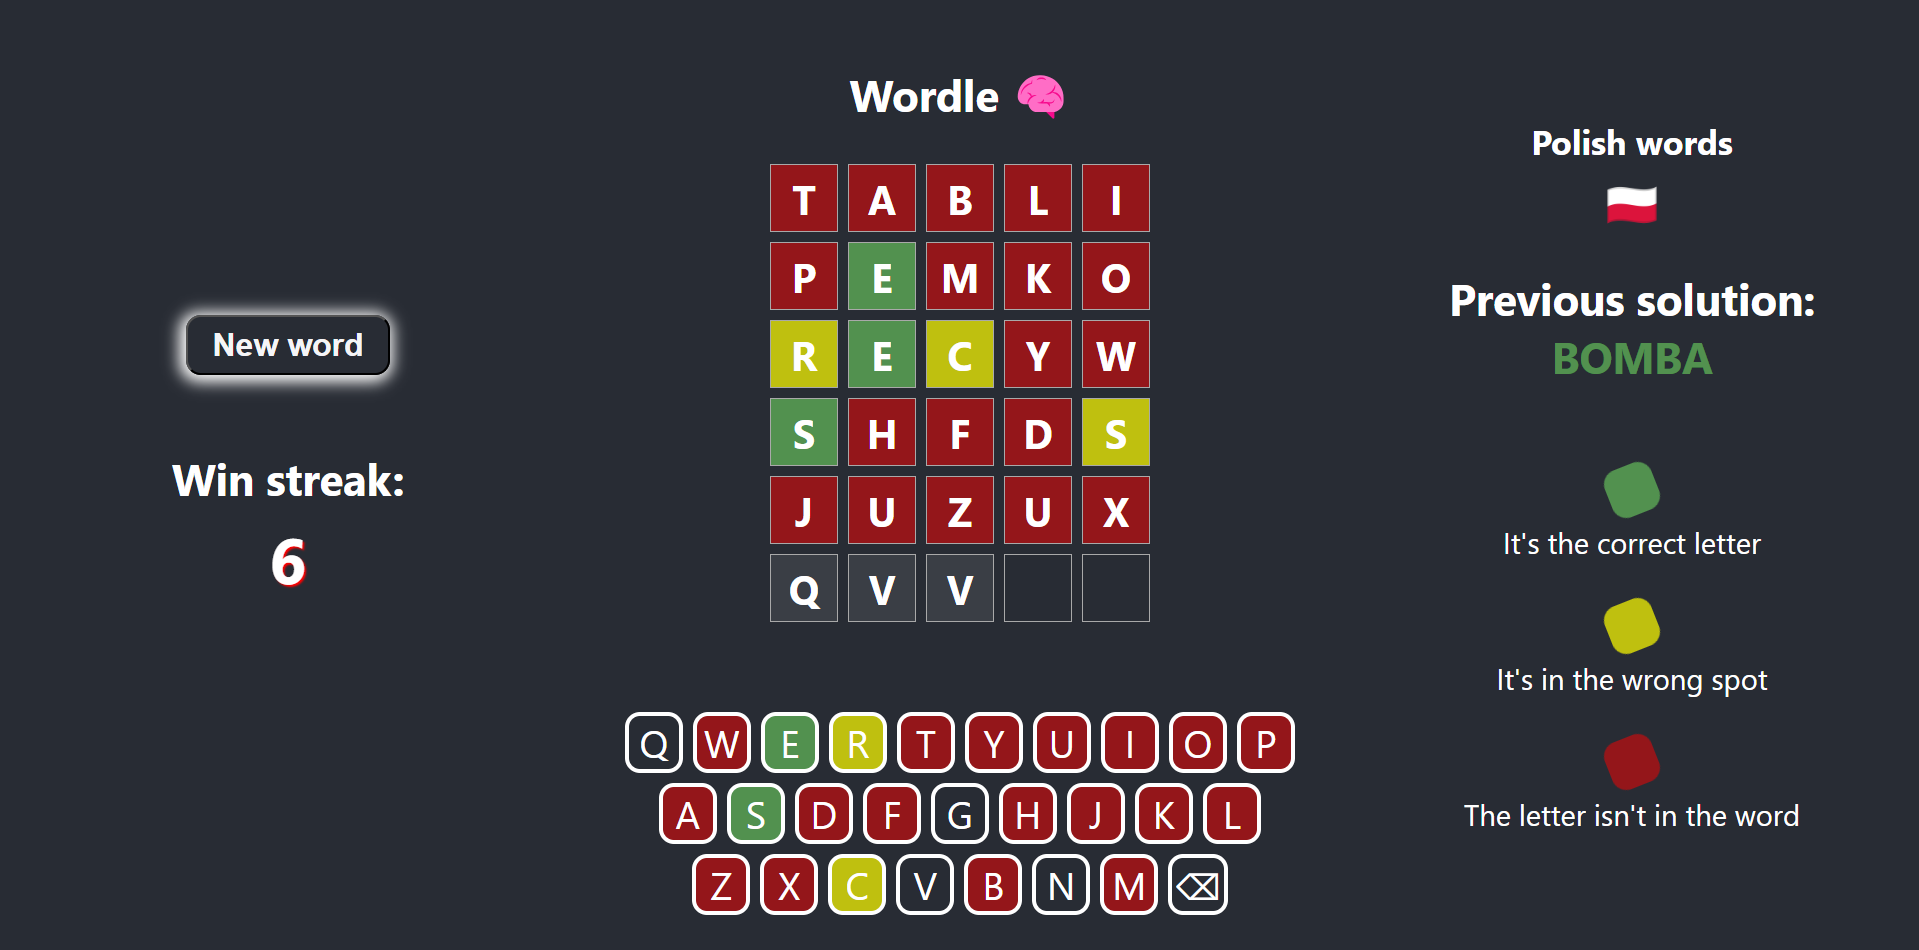 Wordle
Polish words
T A B L I
P E M K O
R E C Y W
S H F D S
J U Z U X
Q V V
New word
Win streak:
6
Previous solution:
BOMBA
It's the correct letter
It's in the wrong spot
The letter isn't in the word
Q W E R T Y U I O P
A S D F G H J K L
Z X C V B N M